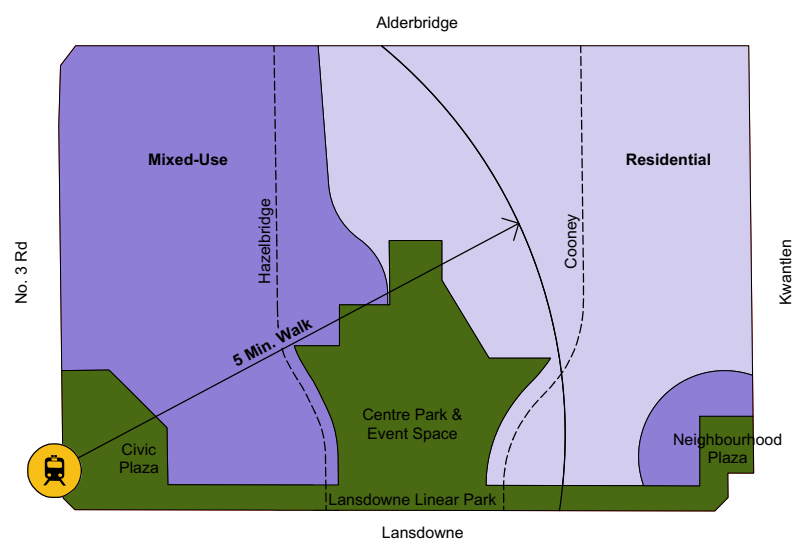 Alderbridge
Mixed-Use
Residential
Hazelbridge
Cooney
No. 3 Rd
Kwantlen
5 Min. Walk
Centre Park &
Event Space
Civic
Plaza
Neighbourhood
Plaza
Lansdowne Linear Park
Lansdowne